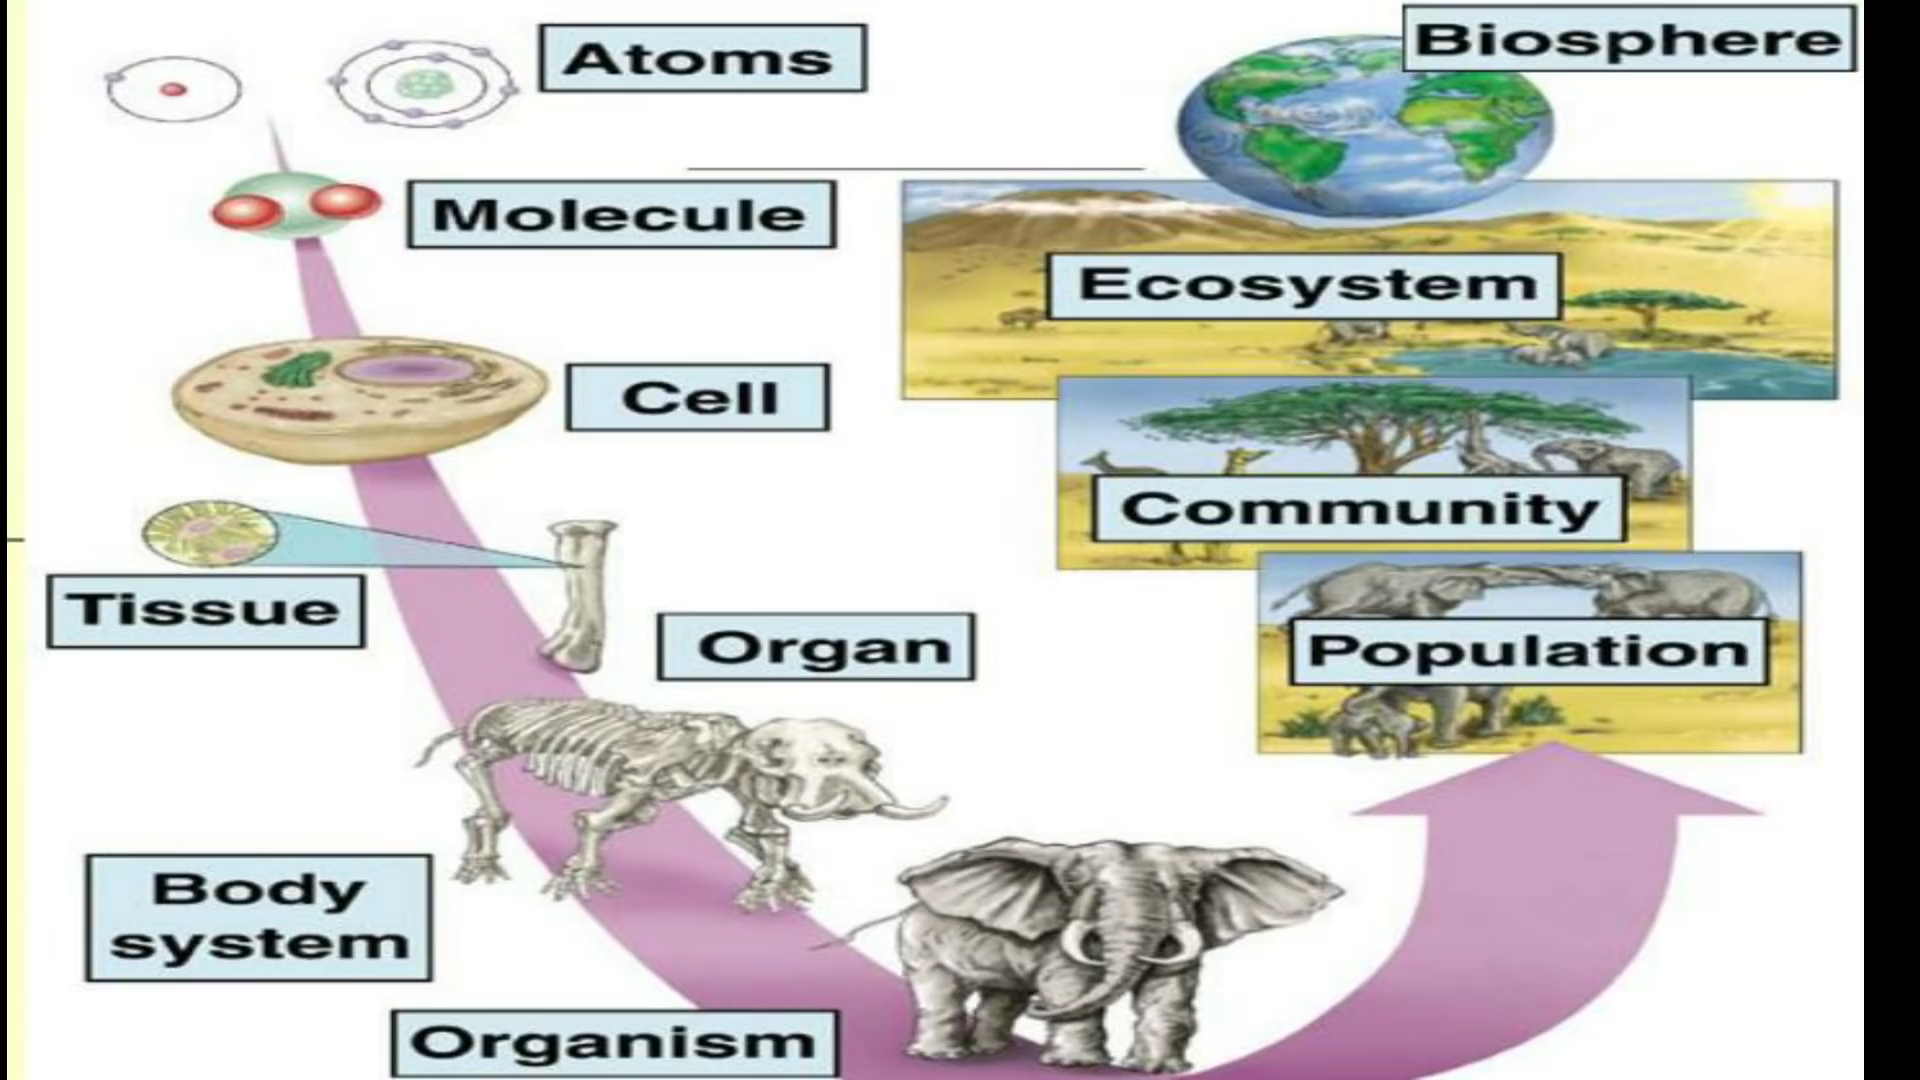 Atoms
Molecule
Cell
Tissue
Organ
Body
system
Organism
Population
Community
Ecosystem
Biosphere